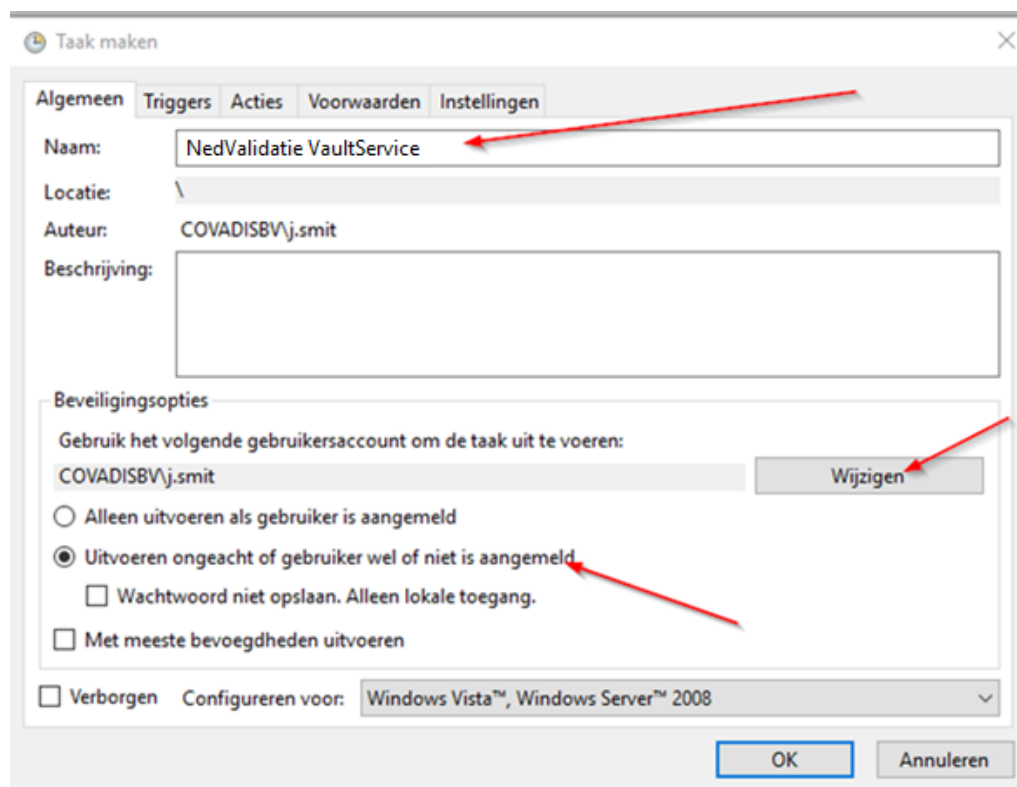 Taak maken
Algemeen Triggers Acties Voorwaarden Instellingen
Naam: NedValidatie VaultService
Locatie: \
Auteur: COVADISBV\j.smit
Beschrijving:
Beveiligingsopties
Gebruik het volgende gebruikersaccount om de taak uit te voeren:
COVADISBV\j.smit Wijzigen
Alleen uitvoeren als gebruiker is aangemeld
Uitvoeren ongeacht of gebruiker wel of niet is aangemeld
Wachtwoord niet opslaan. Alleen lokale toegang.
Met meeste bevoegdheden uitvoeren
Verborgen Configureren voor: Windows Vista™, Windows Server™ 2008
OK Annuleren